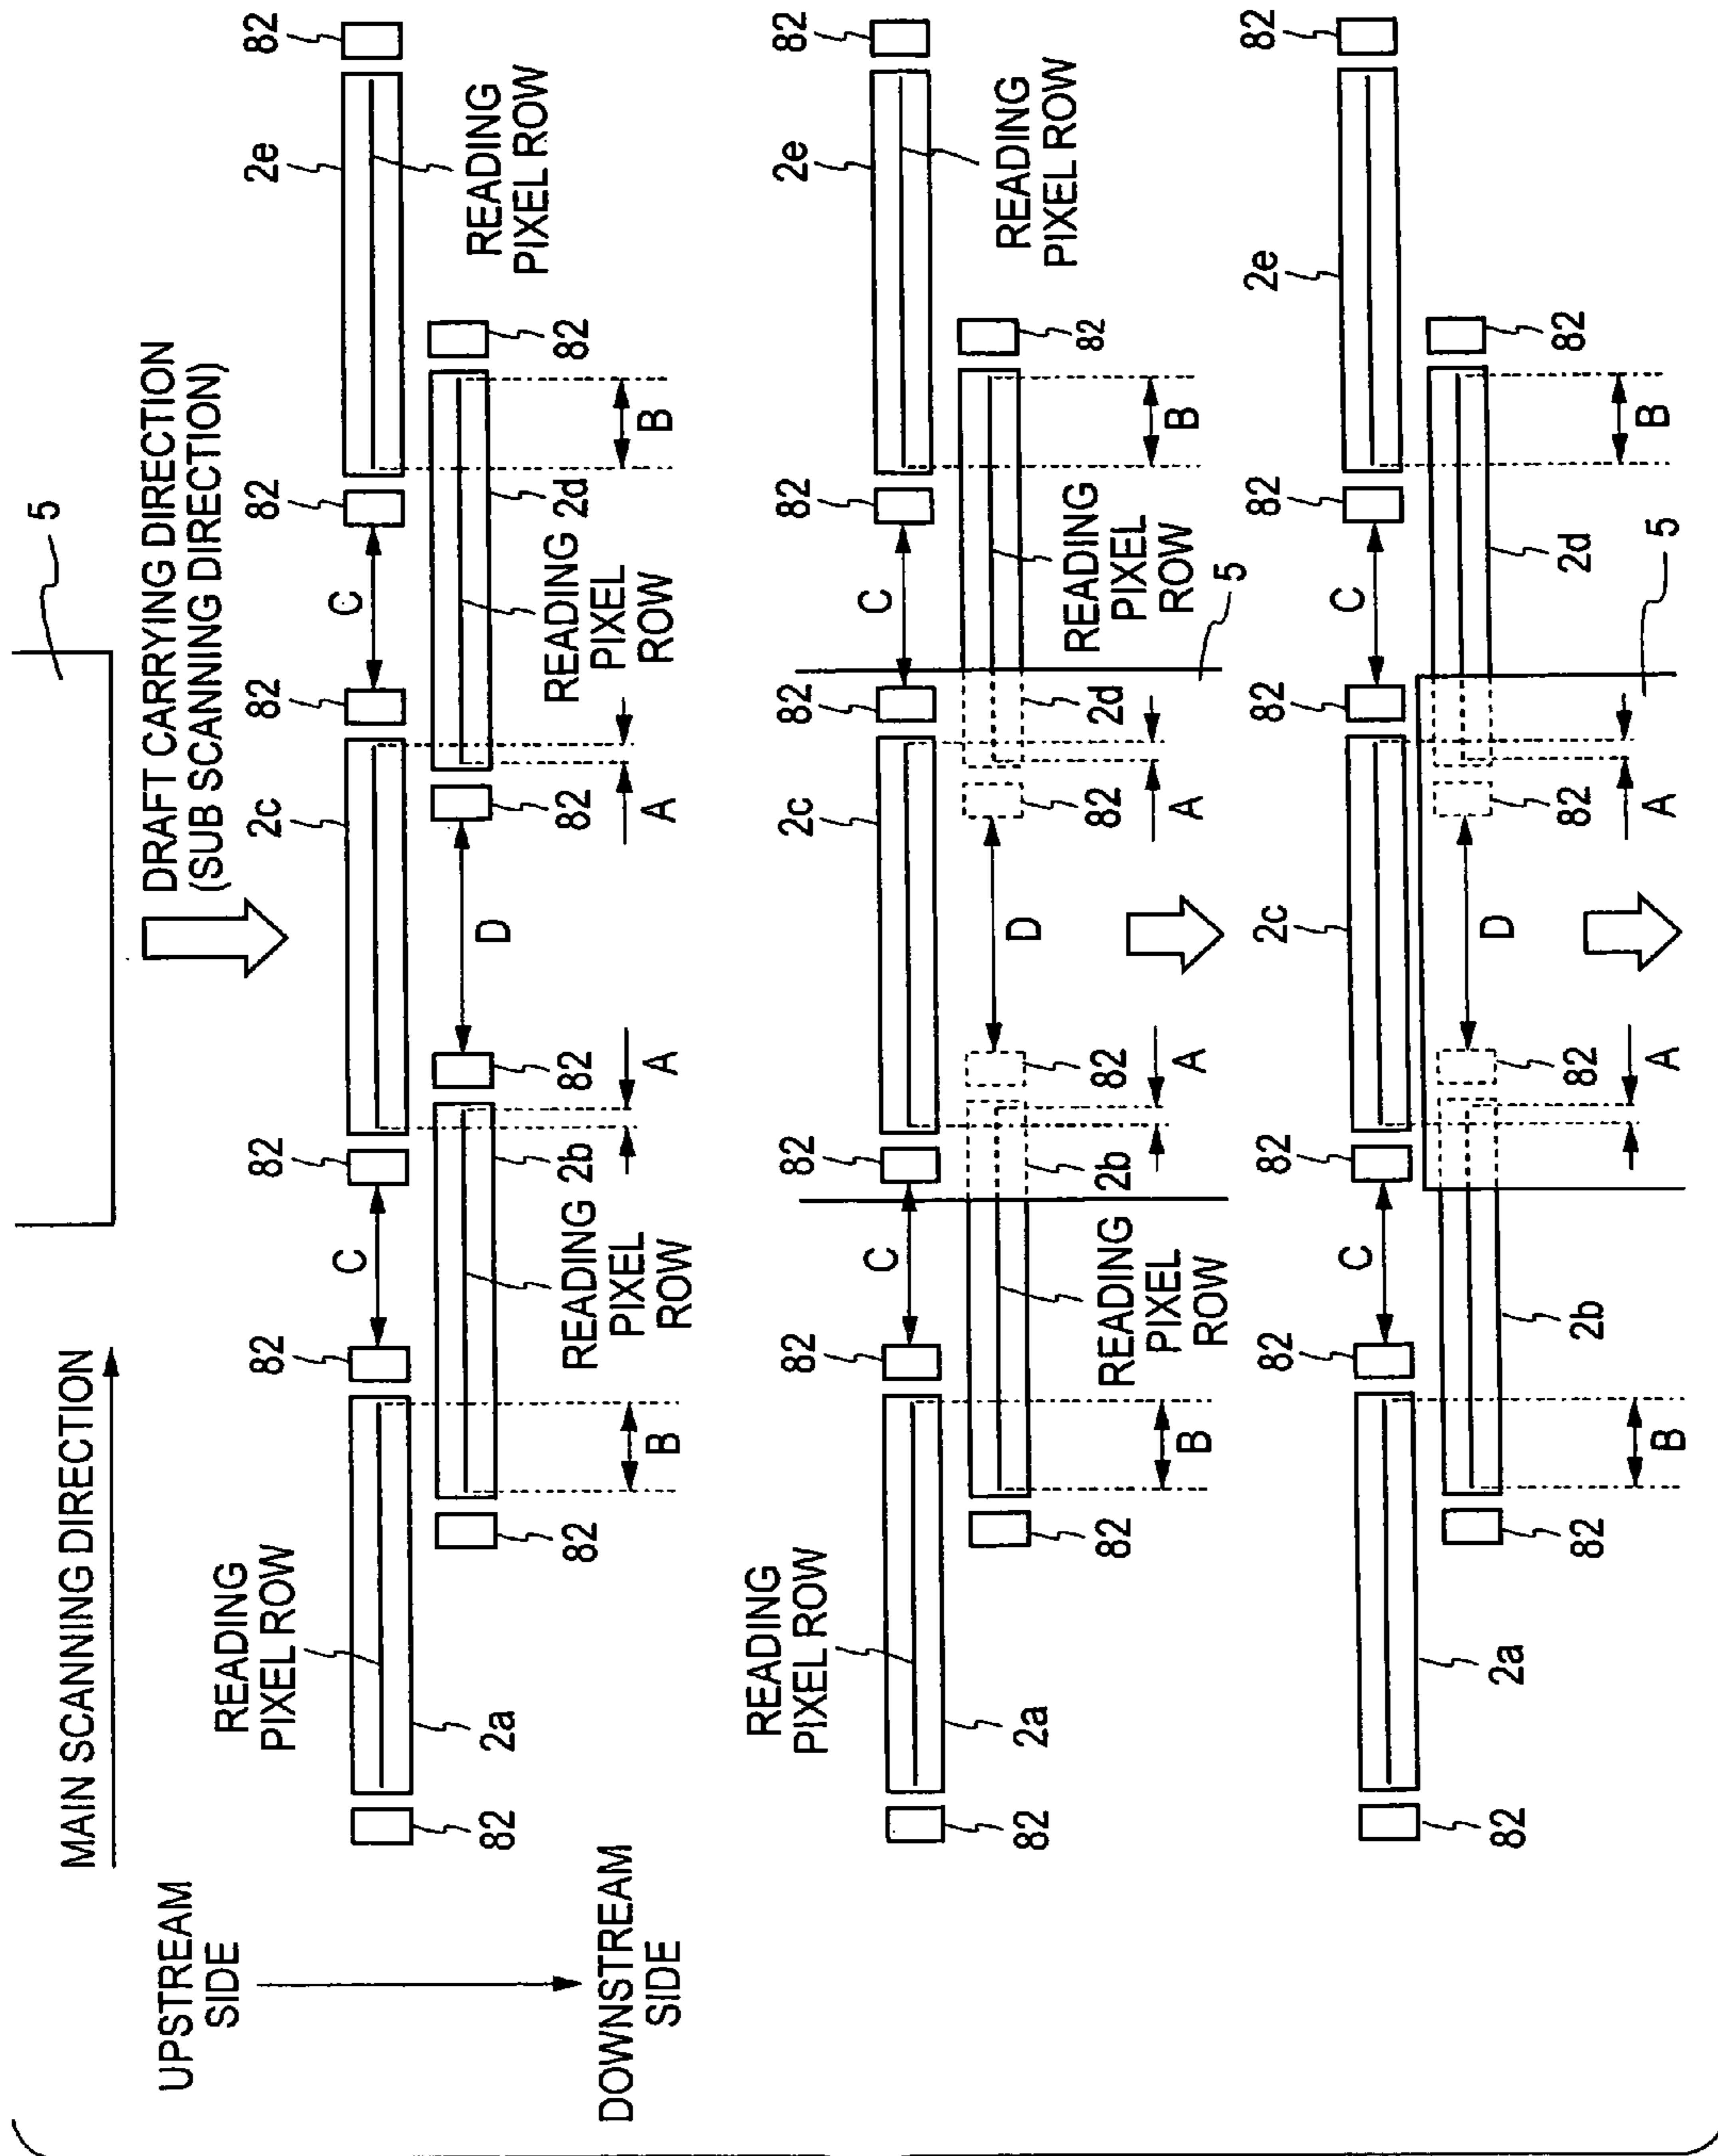 MAIN SCANNING DIRECTION
5
UPSTREAM
SIDE
DOWNSTREAM
SIDE
DRAFT CARRYING DIRECTION
(SUB SCANNING DIRECTION)
READING
PIXEL ROW
82
82
2c
82
82
2e
82
C
C
82
2a
82
READING
PIXEL
ROW
2b
82
D
82
READING
PIXEL
ROW
2d
82
READING
PIXEL ROW
B
A
A
B
READING
PIXEL ROW
82
82
2c
82
82
2e
82
C
C
82
2a
82
READING
PIXEL
ROW
2b
82
D
82
2d
READING
PIXEL
ROW
82
READING
PIXEL ROW
B
A
A
5
B
82
82
2c
82
82
2e
82
C
C
82
2a
82
2b
82
D
82
2d
82
B
A
A
5
B